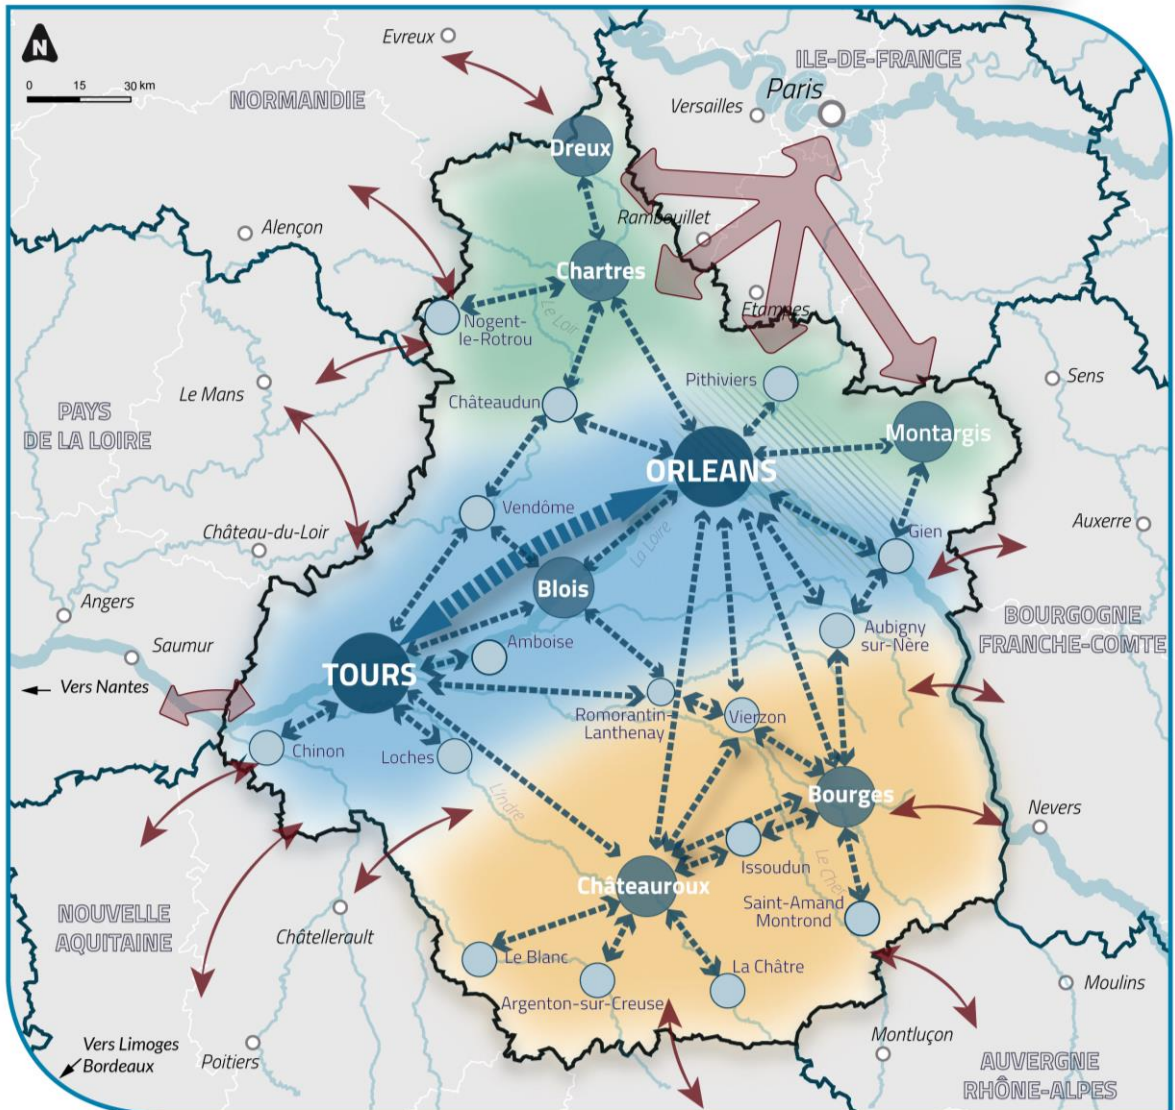 Evreux
ILE-DE-FRANCE
N
0 15 30 km
NORMANDIE
Versailles
Paris
Dreux
Rambouillet
Alençon
Chartres
Etampes
Le Loir
Nogent-
le-Rotrou
Le Mans
Pithiviers
Sens
Châteaudun
PAYS
DE LA LOIRE
Montargis
ORLEANS
Vendôme
Château-du-Loir
La Loire
Gien
Auxerre
Blois
Angers
Amboise
Aubigny
sur-Nère
BOURGOGNE
FRANCHE-COMTE
Saumur
TOURS
Vers Nantes
Romorantin-
Lanthenay
Vierzon
Chinon
Loches
L'Indre
Bourges
Nevers
Issoudun
Le Cher
Châteauroux
Saint-Amand
Montrond
NOUVELLE
AQUITAINE
Châtellerault
Le Blanc
La Châtre
Argenton-sur-Creuse
Moulins
Vers Limoges
Bordeaux
Poitiers
Montluçon
AUVERGNE
RHÔNE-ALPES